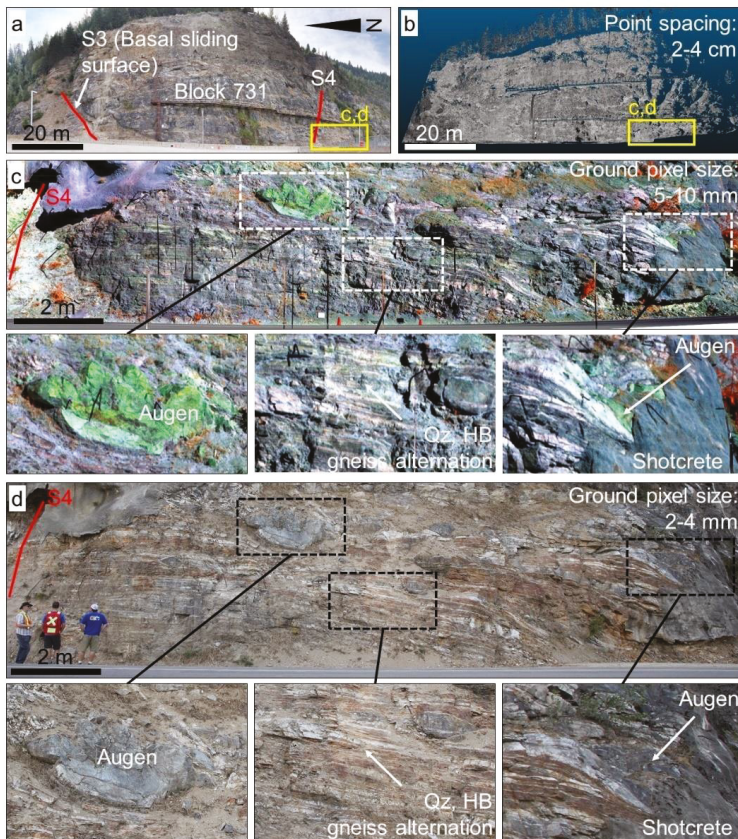 a
S3 (Basal sliding
surface)
Block 731
S4
N
20 m
c,d
b
Point spacing:
2-4 cm
20 m
c,d
c
S4
Ground pixel size:
5-10 mm
2 m
Augen
Qz, HB
gneiss alternation
Augen
Shotcrete
d
S4
Ground pixel size:
2-4 mm
2 m
Augen
Qz, HB
gneiss alternation
Augen
Shotcrete